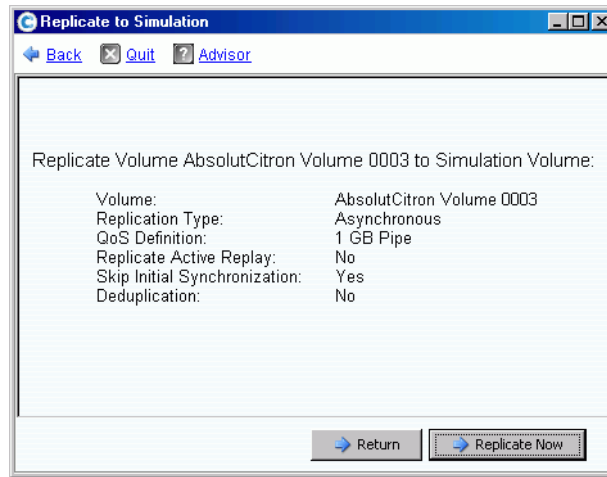 Replicate to Simulation
Back Quit Advisor
Replicate Volume AbsolutCitron Volume 0003 to Simulation Volume:
Volume: AbsolutCitron Volume 0003
Replication Type: Asynchronous
QoS Definition: 1 GB Pipe
Replicate Active Replay: No
Skip Initial Synchronization: Yes
Deduplication: No
Return Replicate Now